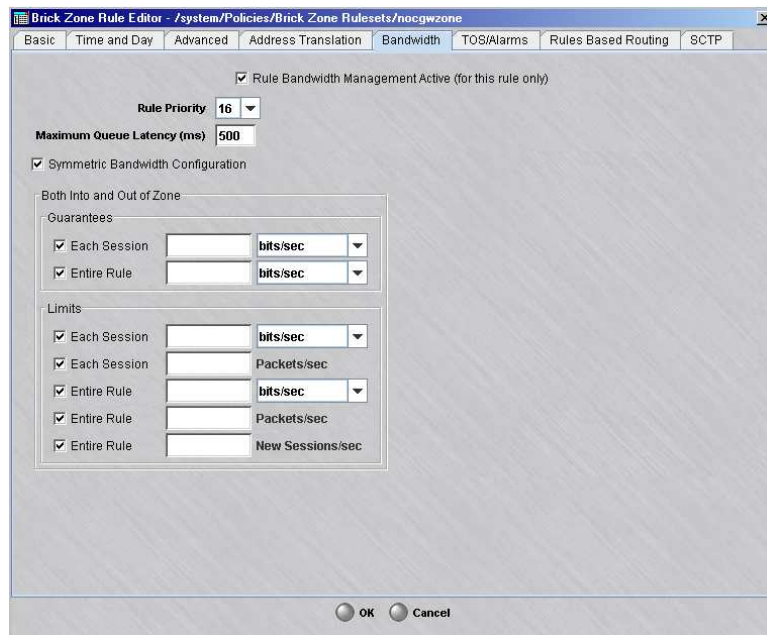 Brick Zone Rule Editor - /system/Policies/Brick Zone Rulesets/nocgwzone
Basic Time and Day Advanced Address Translation Bandwidth TOS/Alarms Rules Based Routing SCTP
Rule Bandwidth Management Active (for this rule only)
Rule Priority 16
Maximum Queue Latency (ms) 500
Symmetric Bandwidth Configuration
Both Into and Out of Zone
Guarantees
Each Session bits/sec
Entire Rule bits/sec
Limits
Each Session bits/sec
Each Session Packets/sec
Entire Rule bits/sec
Entire Rule Packets/sec
Entire Rule New Sessions/sec
OK Cancel